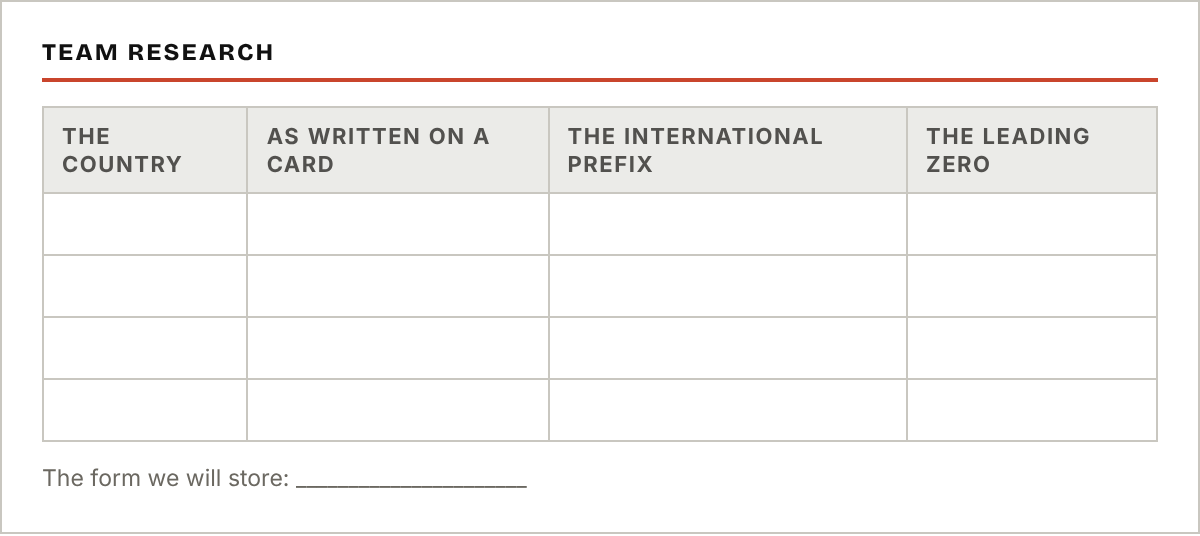 TEAM RESEARCH
THE COUNTRY
AS WRITTEN ON A CARD
THE INTERNATIONAL PREFIX
THE LEADING ZERO
The form we will store: ______________________